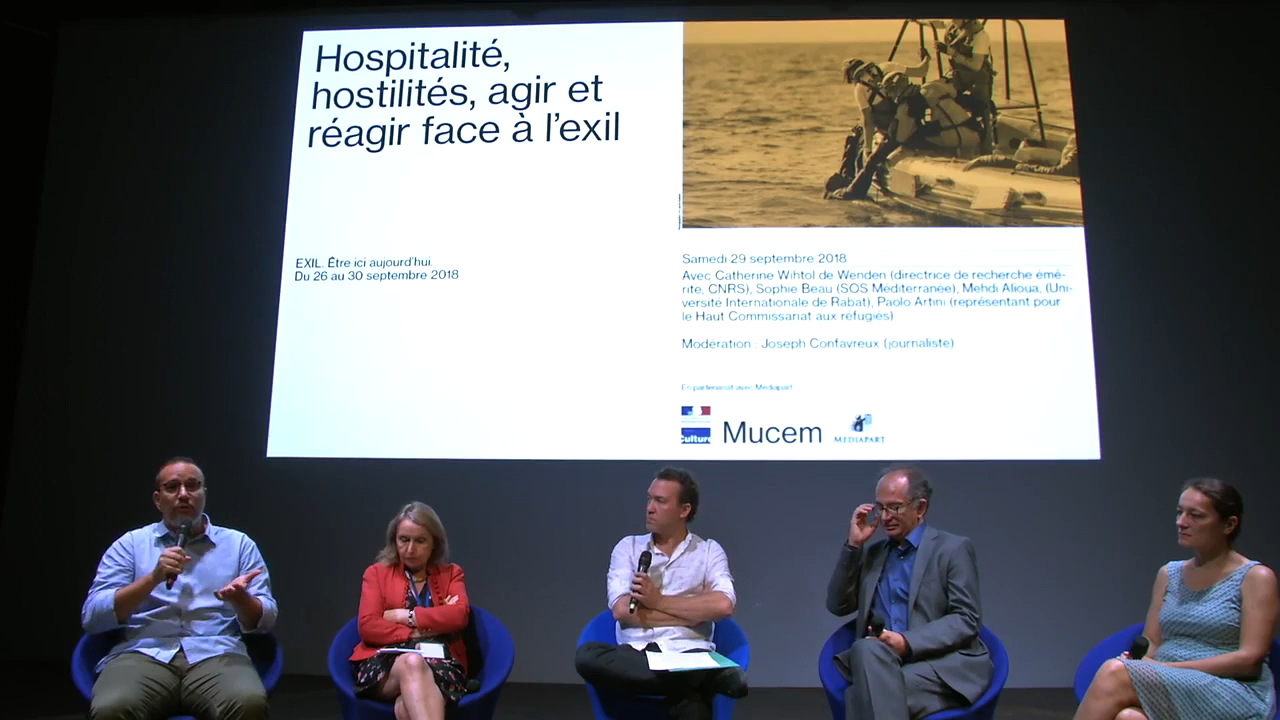 Hospitalité,
hostilités, agir et
réagir face à l'exil
EXIL. Être ici aujourd'hui.
Du 26 au 30 septembre 2018
Samedi 29 septembre 2018
Avec Catherine Wihtol de Wenden (directrice de recherche émé-
rite, CNRS), Sophie Beau (SOS Méditerranée), Mehdi Alioua, (Uni-
versité Internationale de Rabat), Paolo Artini (représentant pour
le Haut Commissariat aux réfugiés)
Modération : Joseph Confavreux (journaliste)
En partenariat avec Mediapart
Culture
Mucem
MEDIAPART